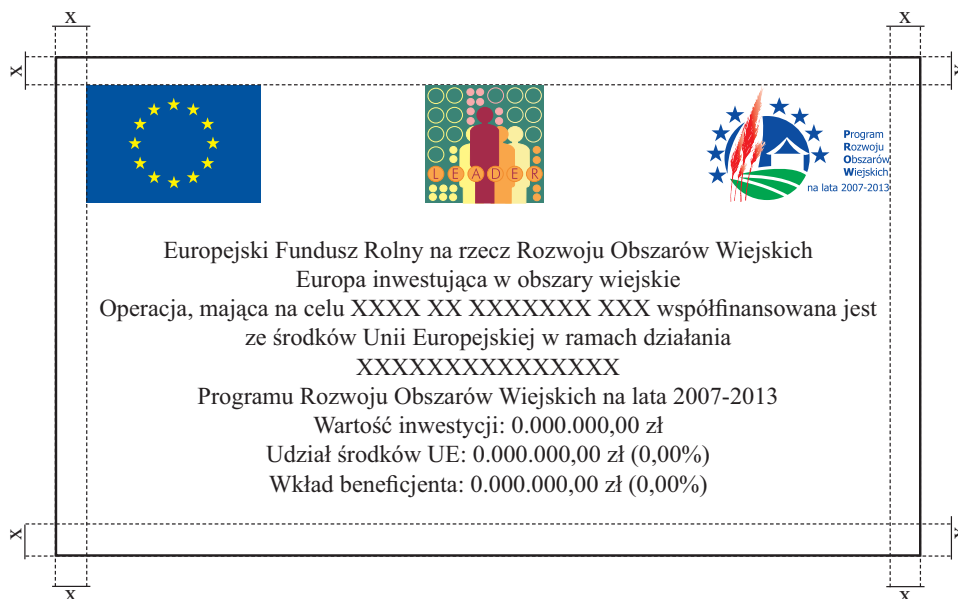 x x
x x
L E A D E R
Program
Rozwoju
Obszarów
Wiejskich
na lata 2007-2013
Europejski Fundusz Rolny na rzecz Rozwoju Obszarów Wiejskich
Europa inwestująca w obszary wiejskie
Operacja, mająca na celu XXXX XX XXXXXXX XXX współfinansowana jest
ze środków Unii Europejskiej w ramach działania
XXXXXXXXXXXXXXX
Programu Rozwoju Obszarów Wiejskich na lata 2007-2013
Wartość inwestycji: 0.000.000,00 zł
Udział środków UE: 0.000.000,00 zł (0,00%)
Wkład beneficjenta: 0.000.000,00 zł (0,00%)
x x
x x